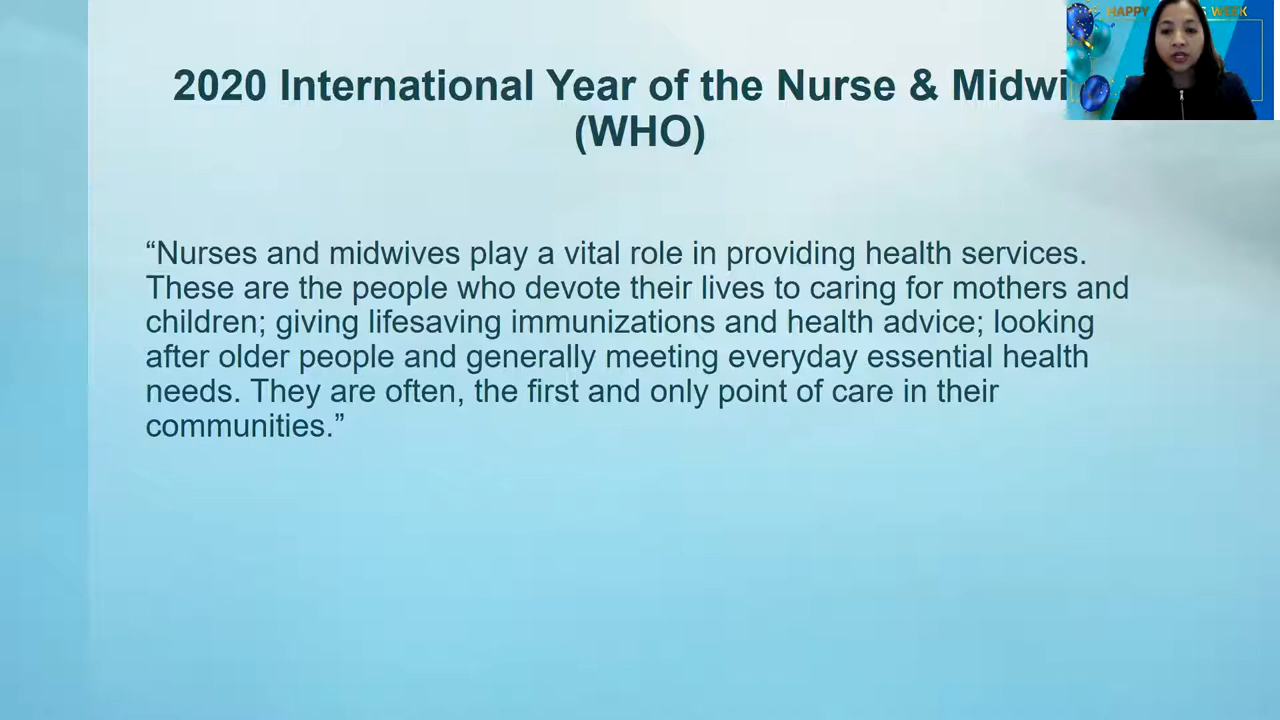 HAPPY WEEK
2020 International Year of the Nurse &
(WHO)
“Nurses and midwives play a vital role in providing health services.
These are the people who devote their lives to caring for mothers and
children; giving lifesaving immunizations and health advice; looking
after older people and generally meeting everyday essential health
needs. They are often, the first and only point of care in their
communities.”